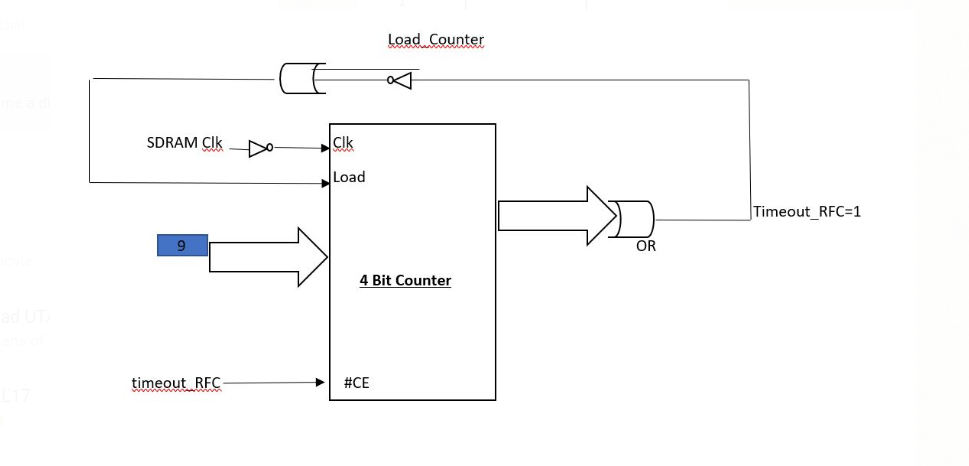 Load_Counter
SDRAM Clk
Clk
Load
Timeout_RFC=1
9
OR
4 Bit Counter
timeout_RFC
#CE